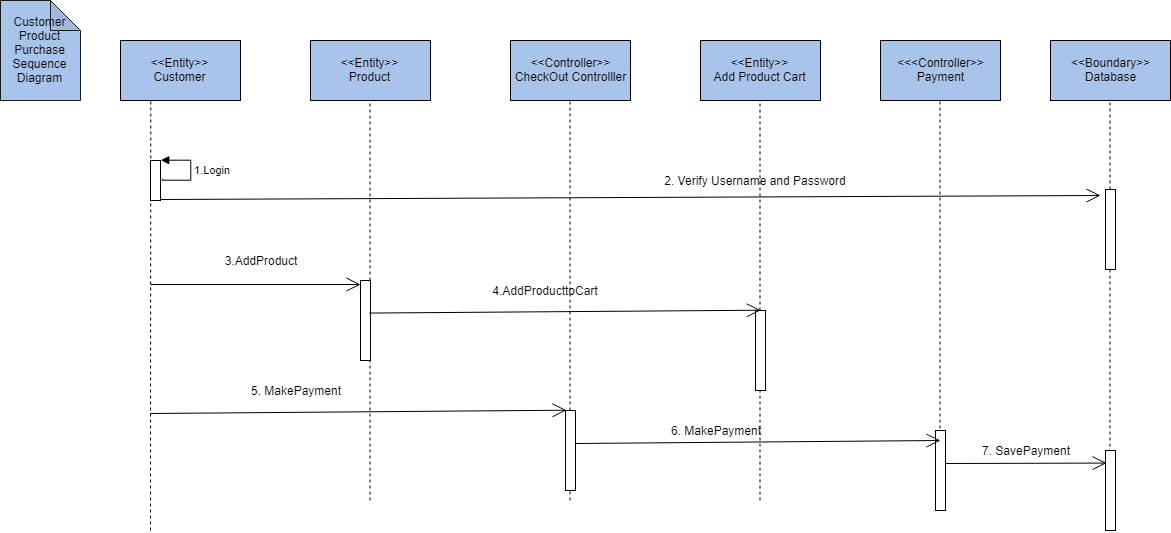 Customer
Product
Purchase
Sequence
Diagram
<<Entity>>
Customer
<<Entity>>
Product
<<Controller>>
CheckOut Controlller
<<Entity>>
Add Product Cart
<<<Controller>>
Payment
<<Boundary>>
Database
1.Login
2. Verify Username and Password
3.AddProduct
4.AddProducttoCart
5. MakePayment
6. MakePayment
7. SavePayment